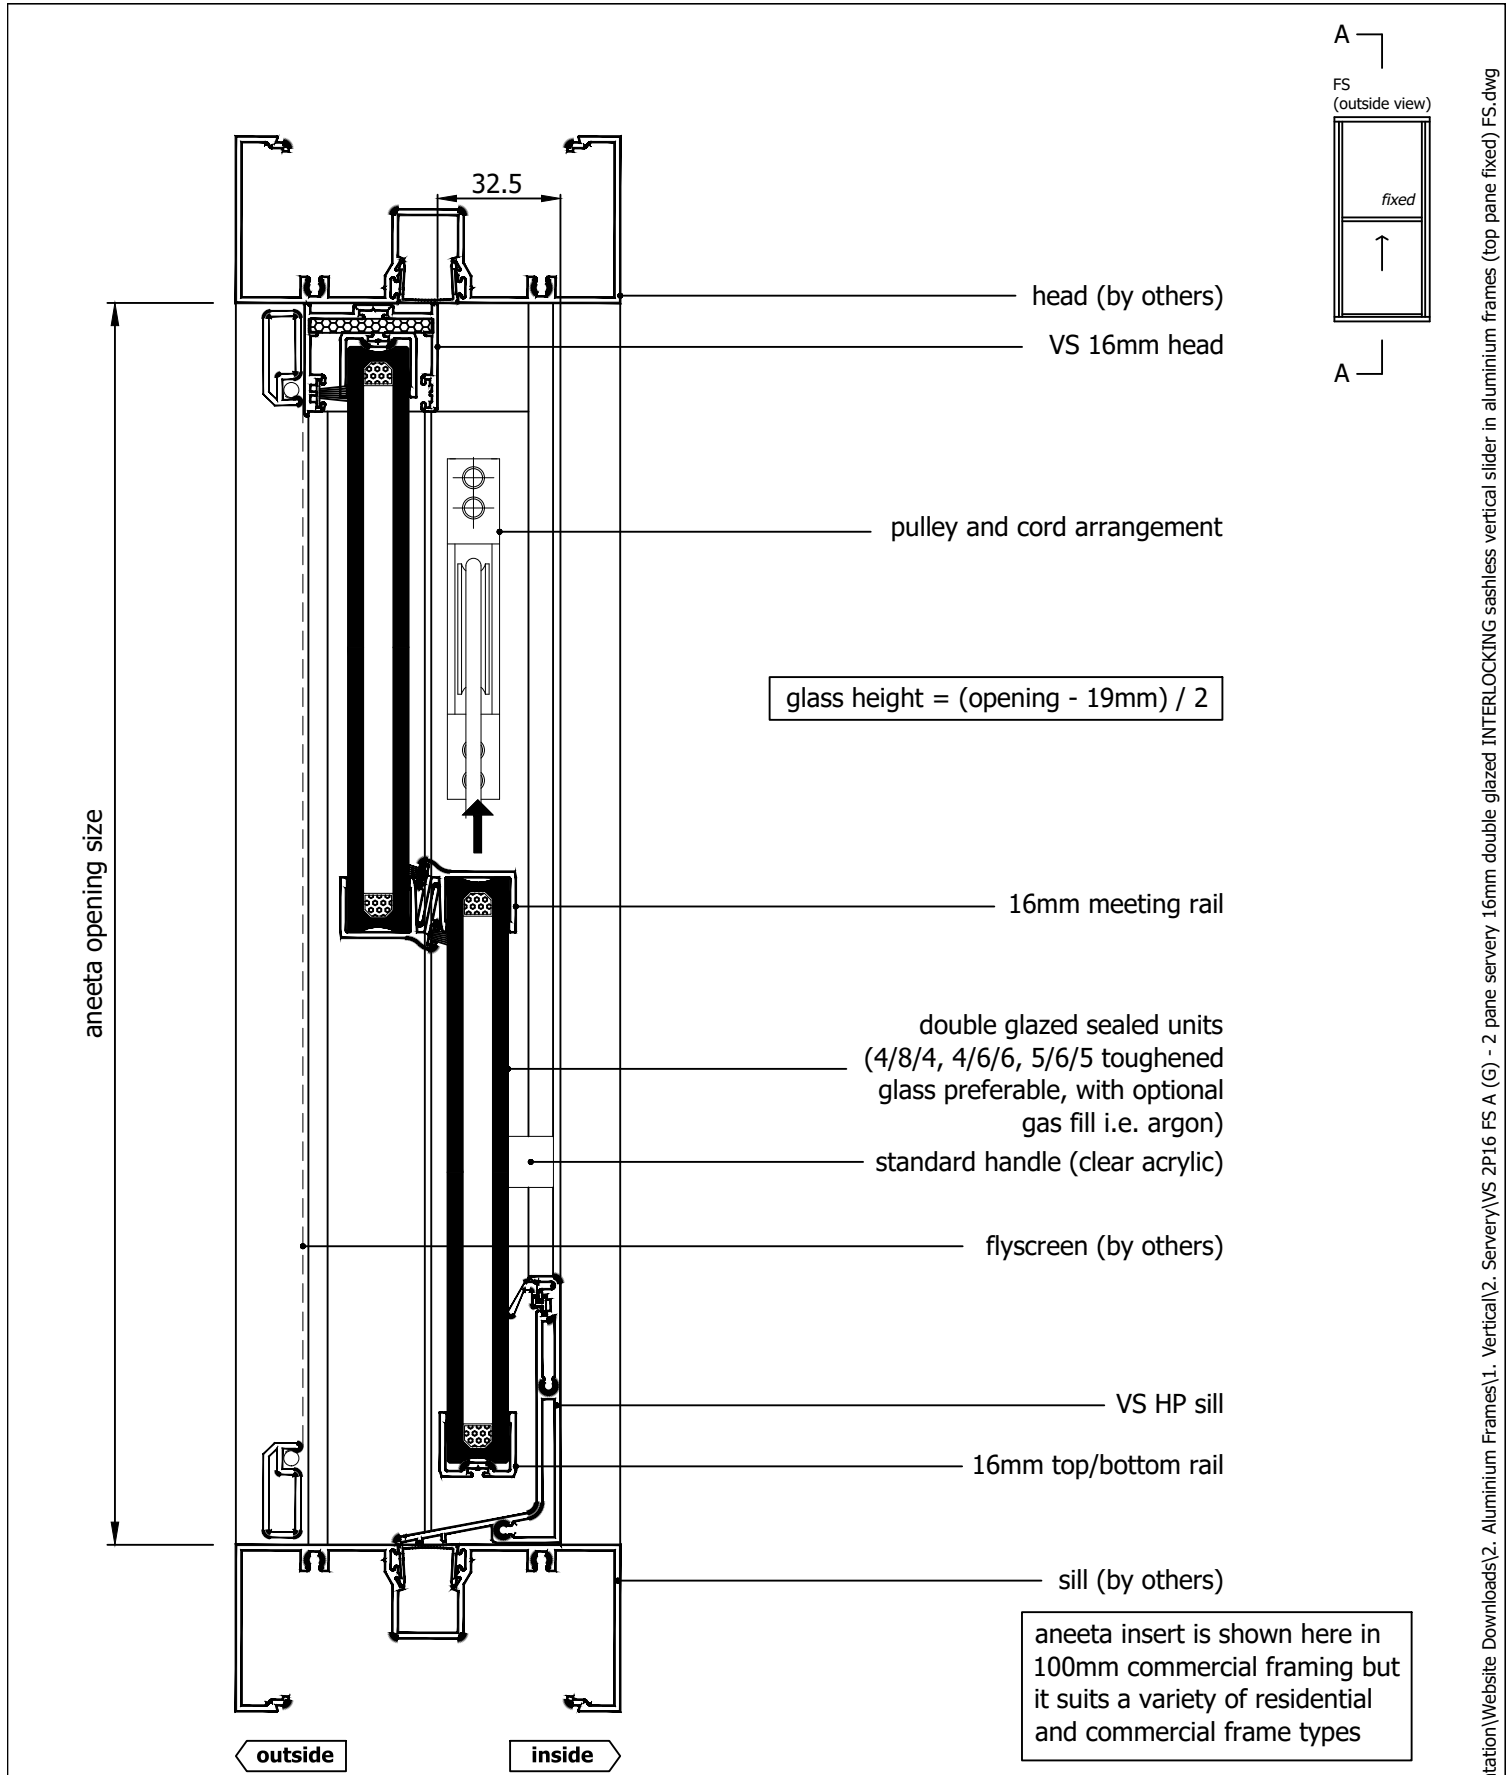 A
FS
(outside view)
fixed
A
32.5
head (by others)
VS 16mm head
pulley and cord arrangement
glass height = (opening - 19mm) / 2
aneeta opening size
16mm meeting rail
double glazed sealed units
(4/8/4, 4/6/6, 5/6/5 toughened
glass preferable, with optional
gas fill i.e. argon)
standard handle (clear acrylic)
flyscreen (by others)
VS HP sill
16mm top/bottom rail
sill (by others)
aneeta insert is shown here in
100mm commercial framing but
it suits a variety of residential
and commercial frame types
outside
inside
tation\Website Downloads\2. Aluminium Frames\1. Vertical\2. Servery\VS 2P16 FS A (G) - 2 pane servery 16mm double glazed INTERLOCKING sashless vertical slider in aluminium frames (top pane fixed) FS.dwg